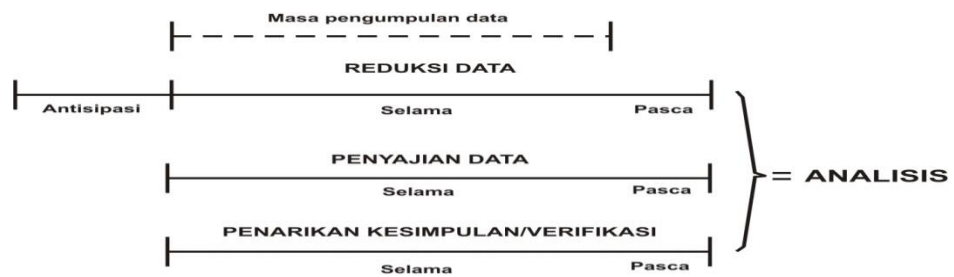 Masa pengumpulan data
REDUKSI DATA
Antisipasi Selama Pasca
PENYAJIAN DATA
Selama Pasca
= ANALISIS
PENARIKAN KESIMPULAN/VERIFIKASI
Selama Pasca